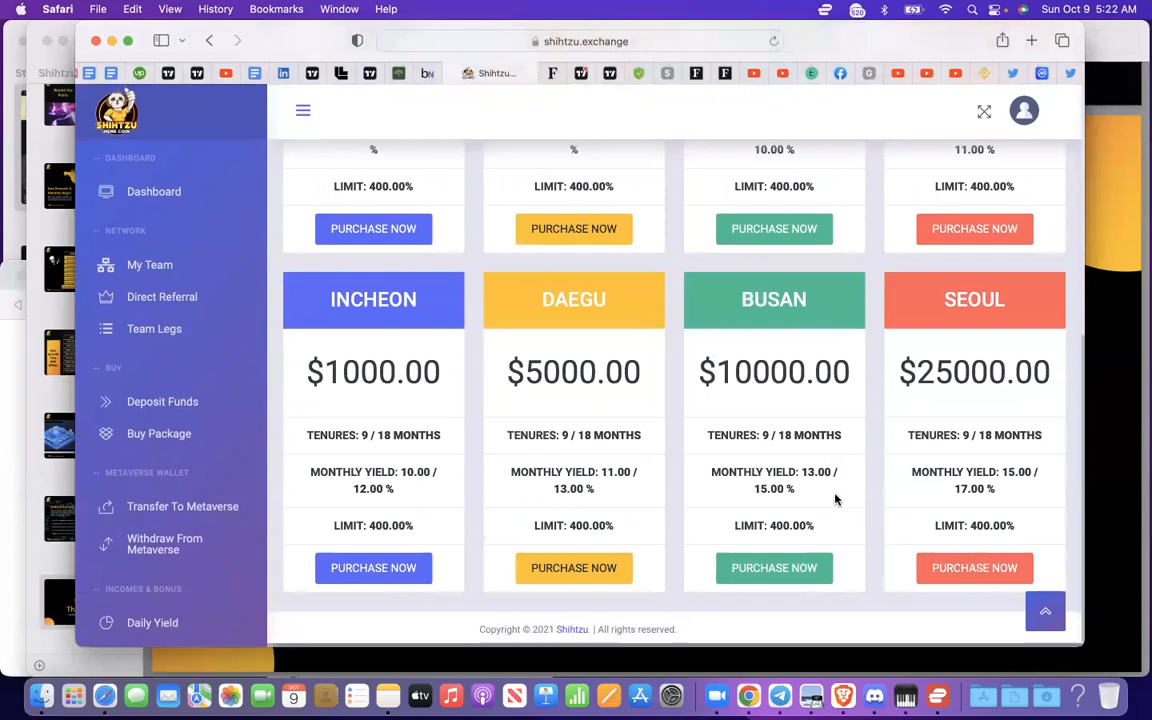 Safari File Edit View History Bookmarks Window Help
520
Sun Oct 9 5:22 AM
shihtzu.exchange
Shihtzu...
SHIHTZU
MEME COIN
-- DASHBOARD
Dashboard
-- NETWORK
My Team
Direct Referral
Team Legs
-- BUY
Deposit Funds
Buy Package
-- METAVERSE WALLET
Transfer To Metaverse
Withdraw From
Metaverse
-- INCOMES & BONUS
Daily Yield
% % 10.00 % 11.00 %
LIMIT: 400.00% LIMIT: 400.00% LIMIT: 400.00% LIMIT: 400.00%
PURCHASE NOW PURCHASE NOW PURCHASE NOW PURCHASE NOW
INCHEON DAEGU BUSAN SEOUL
$1000.00 $5000.00 $10000.00 $25000.00
TENURES: 9 / 18 MONTHS TENURES: 9 / 18 MONTHS TENURES: 9 / 18 MONTHS TENURES: 9 / 18 MONTHS
MONTHLY YIELD: 10.00 / MONTHLY YIELD: 11.00 / MONTHLY YIELD: 13.00 / MONTHLY YIELD: 15.00 /
12.00 % 13.00 % 15.00 % 17.00 %
LIMIT: 400.00% LIMIT: 400.00% LIMIT: 400.00% LIMIT: 400.00%
PURCHASE NOW PURCHASE NOW PURCHASE NOW PURCHASE NOW
Copyright © 2021 Shihtzu. | All rights reserved.